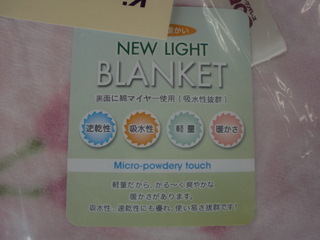 かい
NEW LIGHT
BLANKET
裏面に綿マイヤー使用(吸水性抜群)
速乾性 吸水性 軽量 暖かさ
Micro-powdery touch
軽量だから、かる〜く爽やかな
暖かさがあります。
吸水性、速乾性にも優れ、使い易さ抜群です!